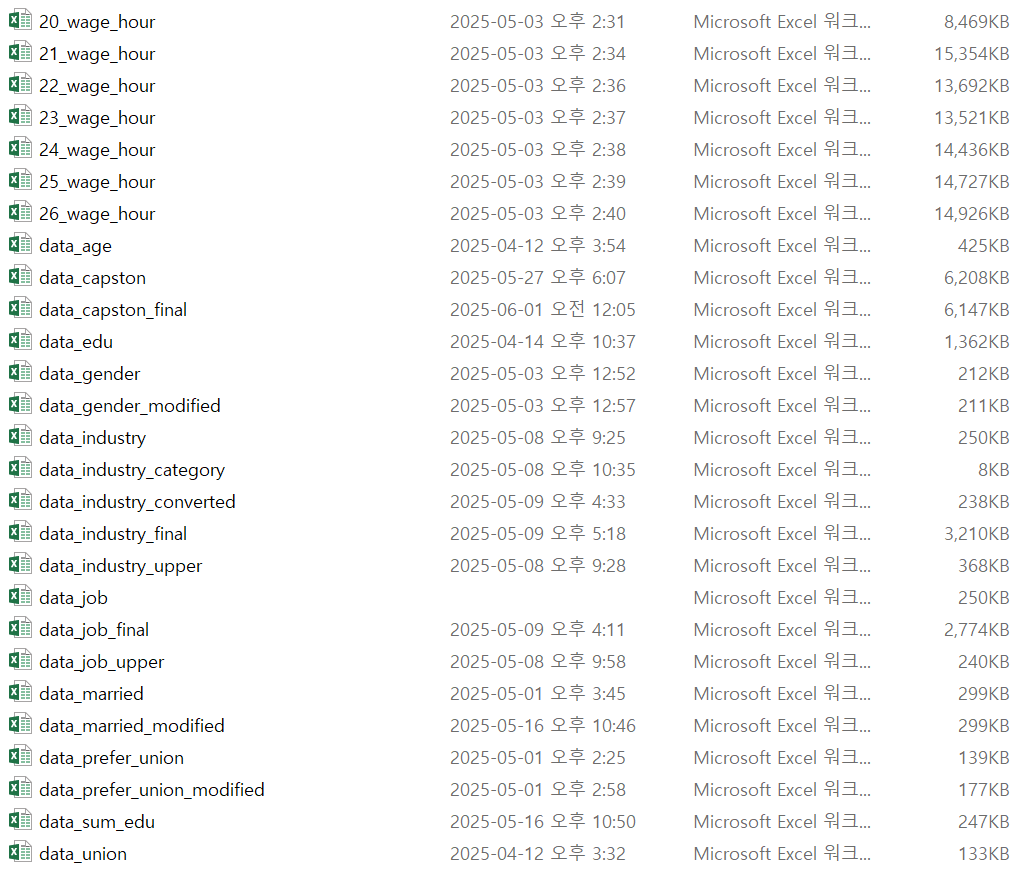 20_wage_hour 2025-05-03 오후 2:31 Microsoft Excel 워크... 8,469KB
21_wage_hour 2025-05-03 오후 2:34 Microsoft Excel 워크... 15,354KB
22_wage_hour 2025-05-03 오후 2:36 Microsoft Excel 워크... 13,692KB
23_wage_hour 2025-05-03 오후 2:37 Microsoft Excel 워크... 13,521KB
24_wage_hour 2025-05-03 오후 2:38 Microsoft Excel 워크... 14,436KB
25_wage_hour 2025-05-03 오후 2:39 Microsoft Excel 워크... 14,727KB
26_wage_hour 2025-05-03 오후 2:40 Microsoft Excel 워크... 14,926KB
data_age 2025-04-12 오후 3:54 Microsoft Excel 워크... 425KB
data_capston 2025-05-27 오후 6:07 Microsoft Excel 워크... 6,208KB
data_capston_final 2025-06-01 오전 12:05 Microsoft Excel 워크... 6,147KB
data_edu 2025-04-14 오후 10:37 Microsoft Excel 워크... 1,362KB
data_gender 2025-05-03 오후 12:52 Microsoft Excel 워크... 212KB
data_gender_modified 2025-05-03 오후 12:57 Microsoft Excel 워크... 211KB
data_industry 2025-05-08 오후 9:25 Microsoft Excel 워크... 250KB
data_industry_category 2025-05-08 오후 10:35 Microsoft Excel 워크... 8KB
data_industry_converted 2025-05-09 오후 4:33 Microsoft Excel 워크... 238KB
data_industry_final 2025-05-09 오후 5:18 Microsoft Excel 워크... 3,210KB
data_industry_upper 2025-05-08 오후 9:28 Microsoft Excel 워크... 368KB
data_job Microsoft Excel 워크... 250KB
data_job_final 2025-05-09 오후 4:11 Microsoft Excel 워크... 2,774KB
data_job_upper 2025-05-08 오후 9:58 Microsoft Excel 워크... 240KB
data_married 2025-05-01 오후 3:45 Microsoft Excel 워크... 299KB
data_married_modified 2025-05-16 오후 10:46 Microsoft Excel 워크... 299KB
data_prefer_union 2025-05-01 오후 2:25 Microsoft Excel 워크... 139KB
data_prefer_union_modified 2025-05-01 오후 2:58 Microsoft Excel 워크... 177KB
data_sum_edu 2025-05-16 오후 10:50 Microsoft Excel 워크... 247KB
data_union 2025-04-12 오후 3:32 Microsoft Excel 워크... 133KB